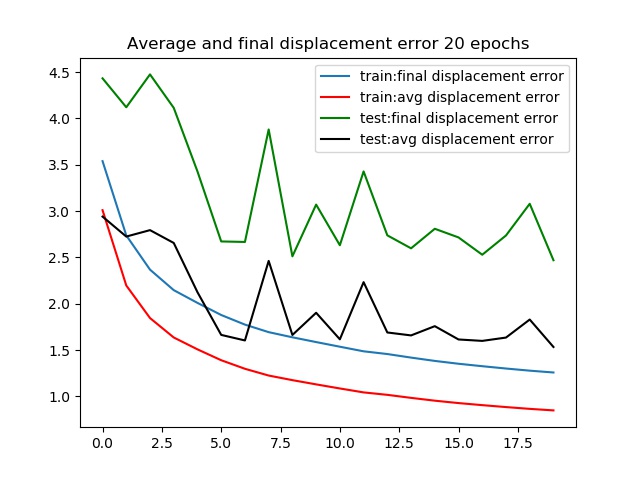 Average and final displacement error 20 epochs
train:final displacement error
train:avg displacement error
test:final displacement error
test:avg displacement error
4.5
4.0
3.5
3.0
2.5
2.0
1.5
1.0
0.0 2.5 5.0 7.5 10.0 12.5 15.0 17.5